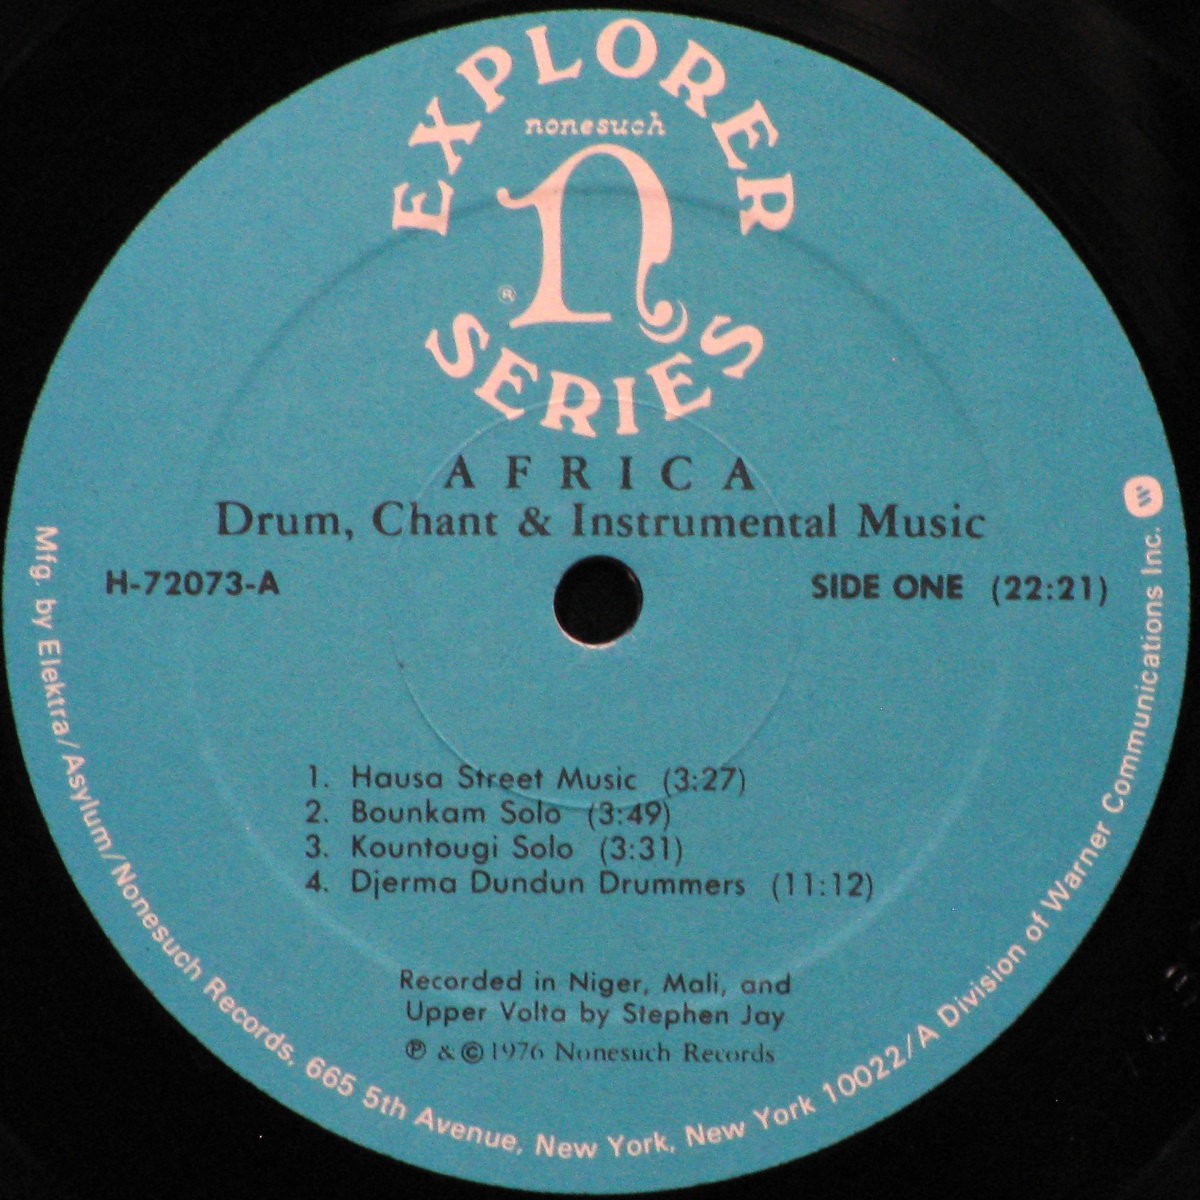 EXPLORER
nonesuch
n
®
SERIES
AFRICA
Drum, Chant & Instrumental Music
H-72073-A
SIDE ONE (22:21)
1. Hausa Street Music (3:27)
2. Bounkam Solo (3:49)
3. Kountougi Solo (3:31)
4. Djerma Dundun Drummers (11:12)
Recorded in Niger, Mali, and
Upper Volta by Stephen Jay
℗ & © 1976 Nonesuch Records
Mfg. by Elektra/Asylum/Nonesuch Records, 665 5th Avenue, New York, New York 10022/A Division of Warner Communications Inc. W